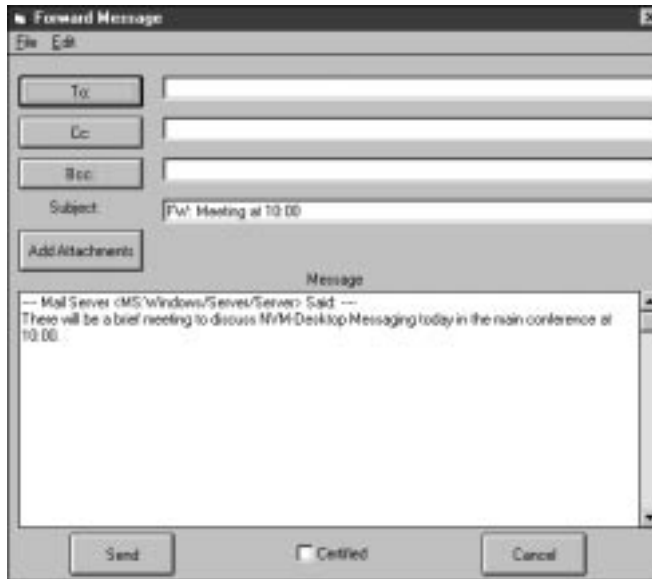 Forward Message
File Edit
To:
Cc:
Bcc:
Subject:
FW: Meeting at 10:00
Add Attachments
Message
--- Mail Server <MS:Windows/Server/Server> Said: ---
There will be a brief meeting to discuss NVM-Desktop Messaging today in the main conference at
10:00.
Send
Certified
Cancel